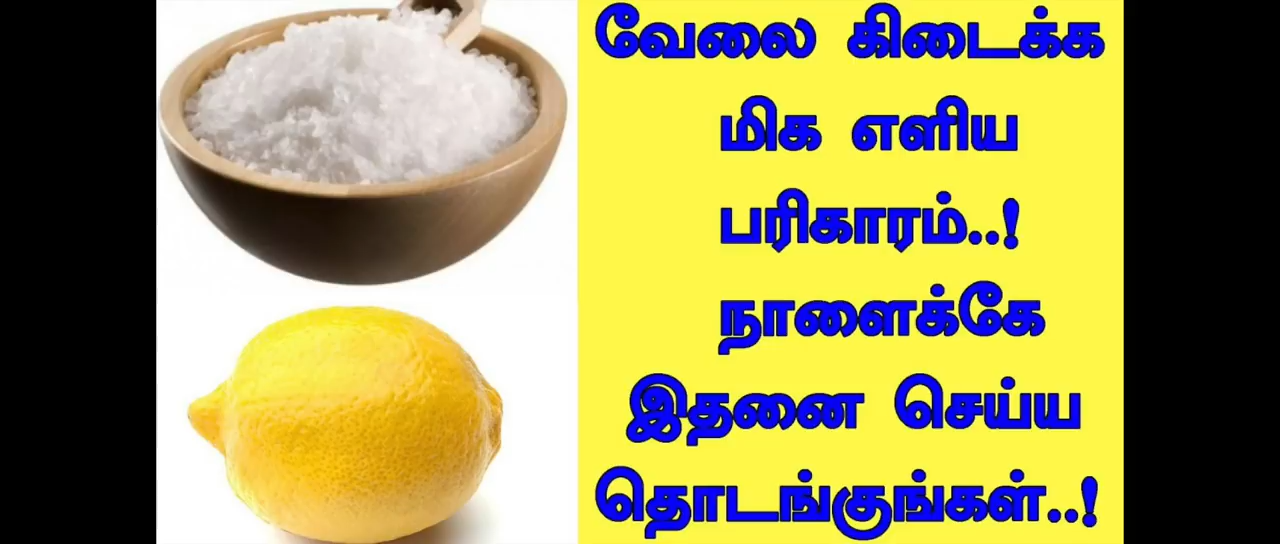 வேலை கிடைக்க
மிக எளிய
பரிகாரம்..!
நாளைக்கே
இதனை செய்ய
தொடங்குங்கள்..!